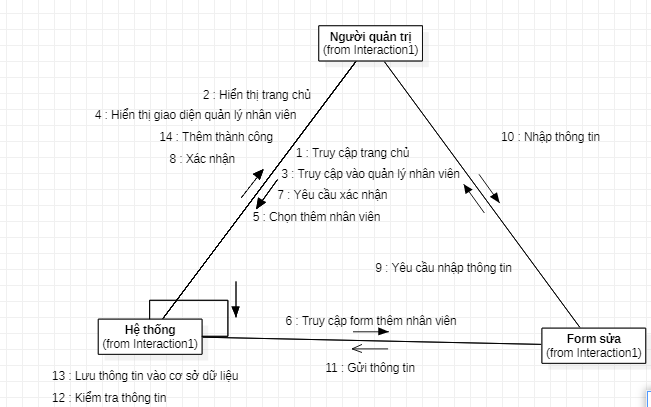 Người quản trị
(from Interaction1)
2 : Hiển thị trang chủ
4 : Hiển thị giao diện quản lý nhân viên
14 : Thêm thành công
8 : Xác nhận
1 : Truy cập trang chủ
3 : Truy cập vào quản lý nhân viên
7 : Yêu cầu xác nhận
5 : Chọn thêm nhân viên
10 : Nhập thông tin
9 : Yêu cầu nhập thông tin
6 : Truy cập form thêm nhân viên
11 : Gửi thông tin
Hệ thống
(from Interaction1)
Form sửa
(from Interaction1)
13 : Lưu thông tin vào cơ sở dữ liệu
12 : Kiểm tra thông tin